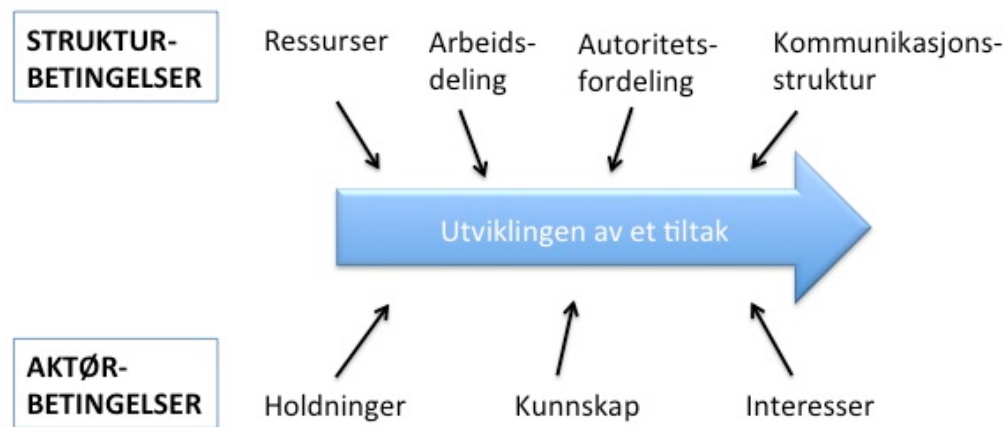 STRUKTUR-
BETINGELSER
Ressurser
Arbeids-
deling
Autoritets-
fordeling
Kommunikasjons-
struktur
Utviklingen av et tiltak
AKTØR-
BETINGELSER
Holdninger
Kunnskap
Interesser